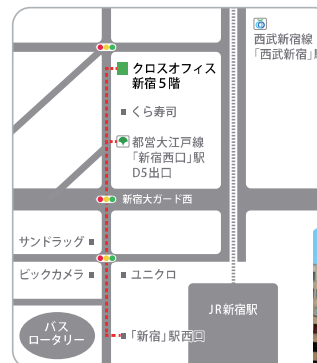 西武新宿線
「西武新宿」駅
クロスオフィス
新宿5階
くら寿司
都営大江戸線
「新宿西口」駅
D5出口
新宿大ガード西
サンドラッグ
ビックカメラ
ユニクロ
JR新宿駅
バス
ロータリー
「新宿」駅西口